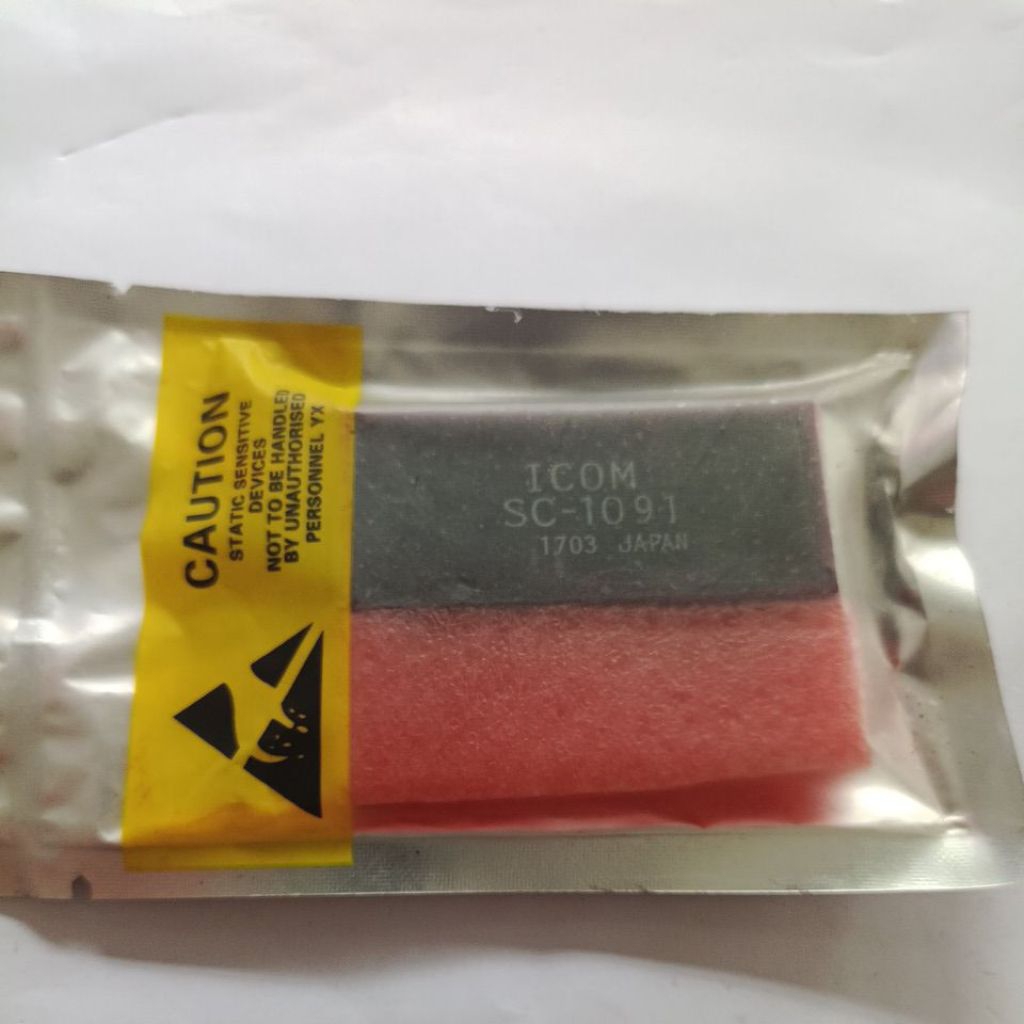 CAUTION
STATIC SENSITIVE
DEVICES
NOT TO BE HANDLED
BY UNAUTHORISED
PERSONNEL YX
ICOM
SC-1091
1703 JAPAN